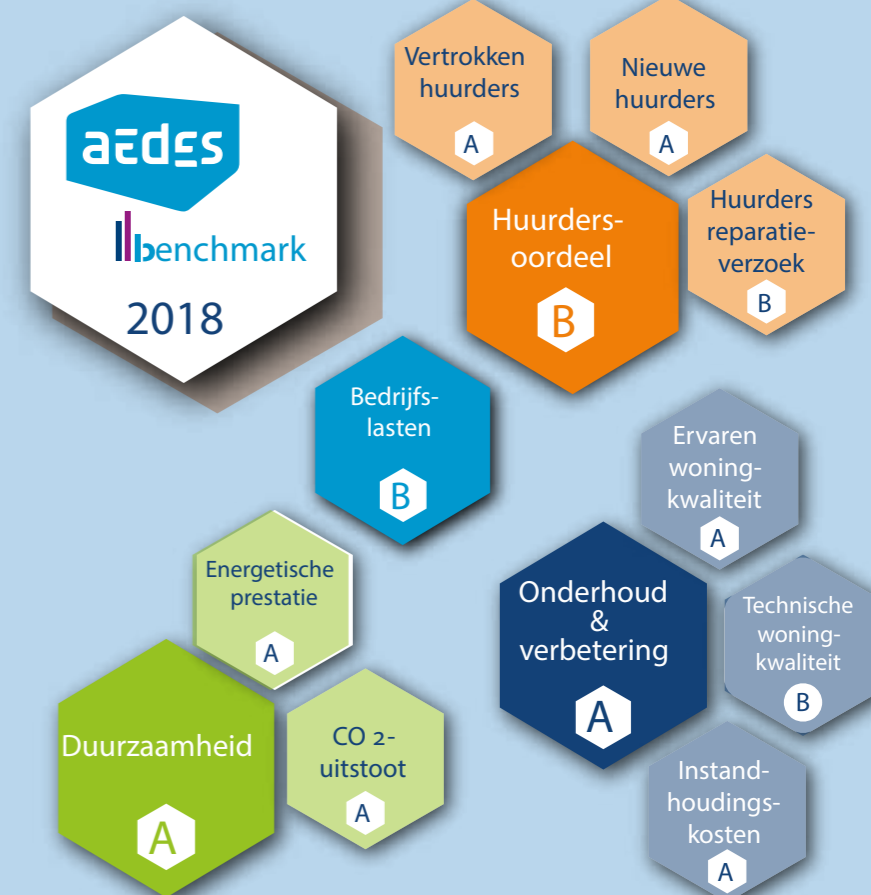 aedes
benchmark
2018
Vertrokken
huurders
A
Nieuwe
huurders
A
Huurders-
oordeel
B
Huurders
reparatie-
verzoek
B
Bedrijfs-
lasten
B
Ervaren
woning-
kwaliteit
A
Energetische
prestatie
A
Onderhoud
&
verbetering
A
Technische
woning-
kwaliteit
B
Duurzaamheid
A
CO 2-
uitstoot
A
Instand-
houdings-
kosten
A